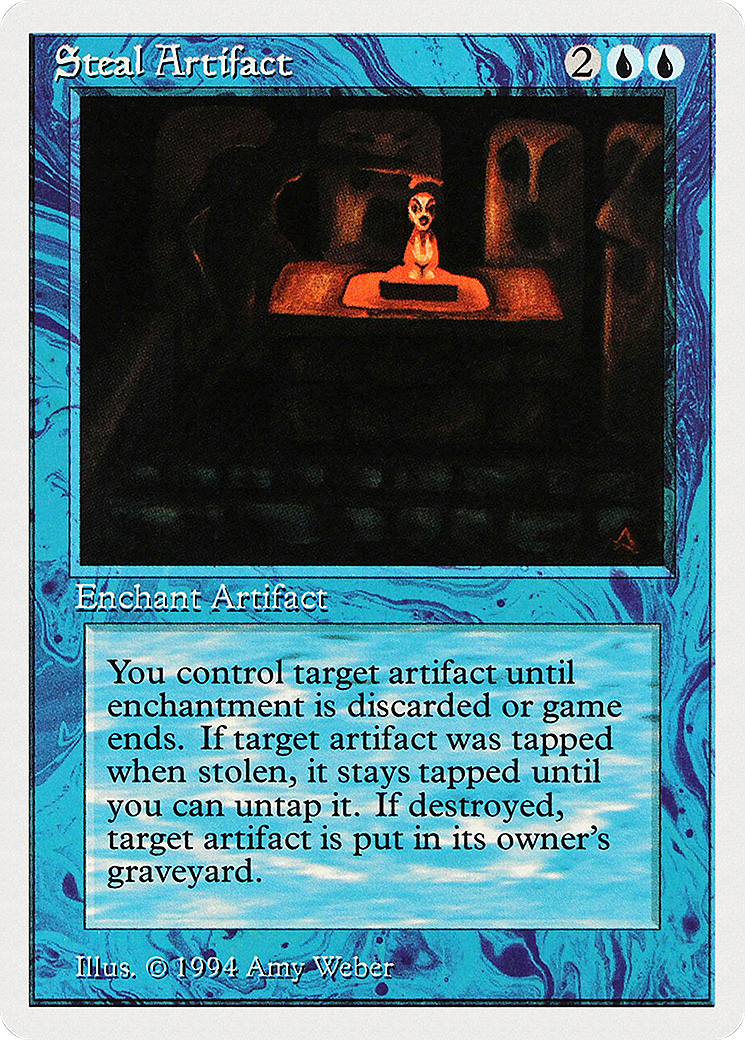 Steal Artifact 2
Enchant Artifact
You control target artifact until
enchantment is discarded or game
ends. If target artifact was tapped
when stolen, it stays tapped until
you can untap it. If destroyed,
target artifact is put in its owner's
graveyard.
Illus. © 1994 Amy Weber